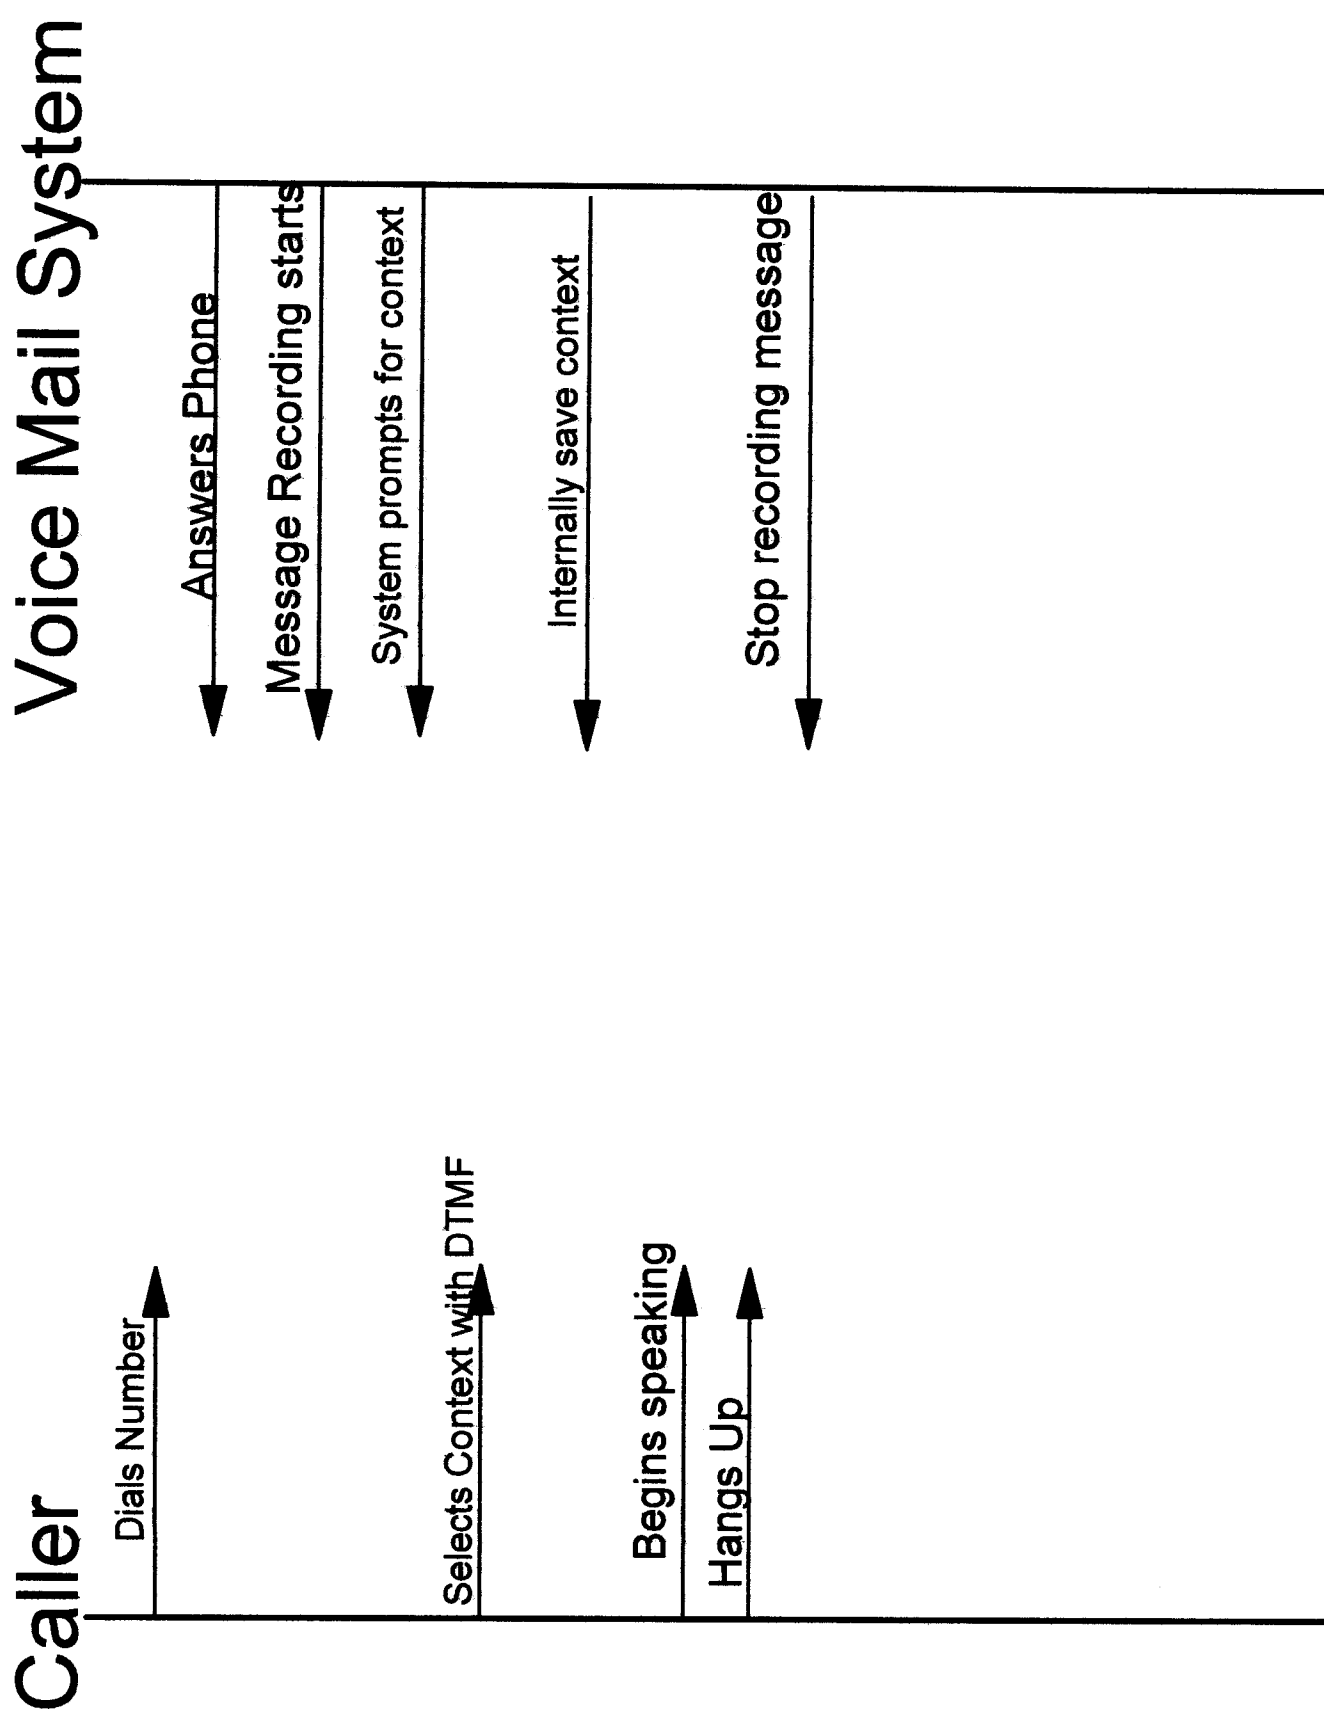 Caller
Voice Mail System
Dials Number
Answers Phone
Message Recording starts
System prompts for context
Selects Context with DTMF
Internally save context
Begins speaking
Hangs Up
Stop recording message